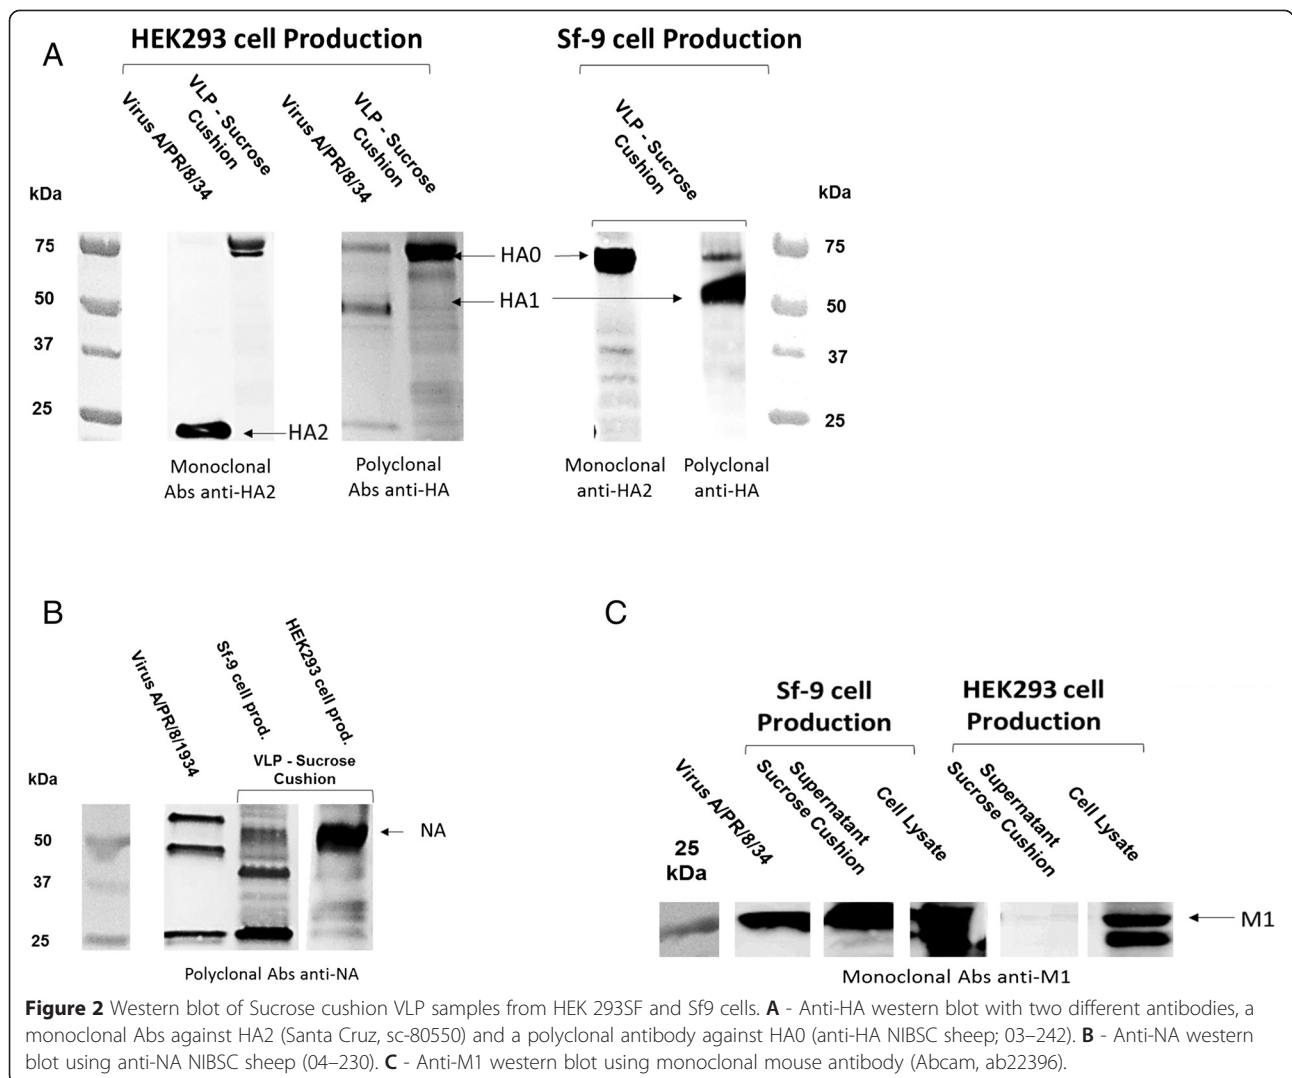 A
HEK293 cell Production
Sf-9 cell Production
Virus A/PR/8/34
VLP - Sucrose
Cushion
Virus A/PR/8/34
VLP - Sucrose
Cushion
VLP - Sucrose
Cushion
kDa
kDa
75
HA0
75
50
HA1
50
37
37
25
HA2
25
Monoclonal
Abs anti-HA2
Polyclonal
Abs anti-HA
Monoclonal
anti-HA2
Polyclonal
anti-HA
B
Virus A/PR/8/1934
Sf-9 cell prod.
HEK293 cell prod.
VLP - Sucrose
Cushion
kDa
50
NA
37
25
Polyclonal Abs anti-NA
C
Sf-9 cell
Production
HEK293 cell
Production
Virus A/PR/8/34
Supernatant
Sucrose Cushion
Cell Lysate
Supernatant
Sucrose Cushion
Cell Lysate
25
kDa
M1
Monoclonal Abs anti-M1
Figure 2 Western blot of Sucrose cushion VLP samples from HEK 293SF and Sf9 cells. A - Anti-HA western blot with two different antibodies, a
monoclonal Abs against HA2 (Santa Cruz, sc-80550) and a polyclonal antibody against HA0 (anti-HA NIBSC sheep; 03–242). B - Anti-NA western
blot using anti-NA NIBSC sheep (04–230). C - Anti-M1 western blot using monoclonal mouse antibody (Abcam, ab22396).